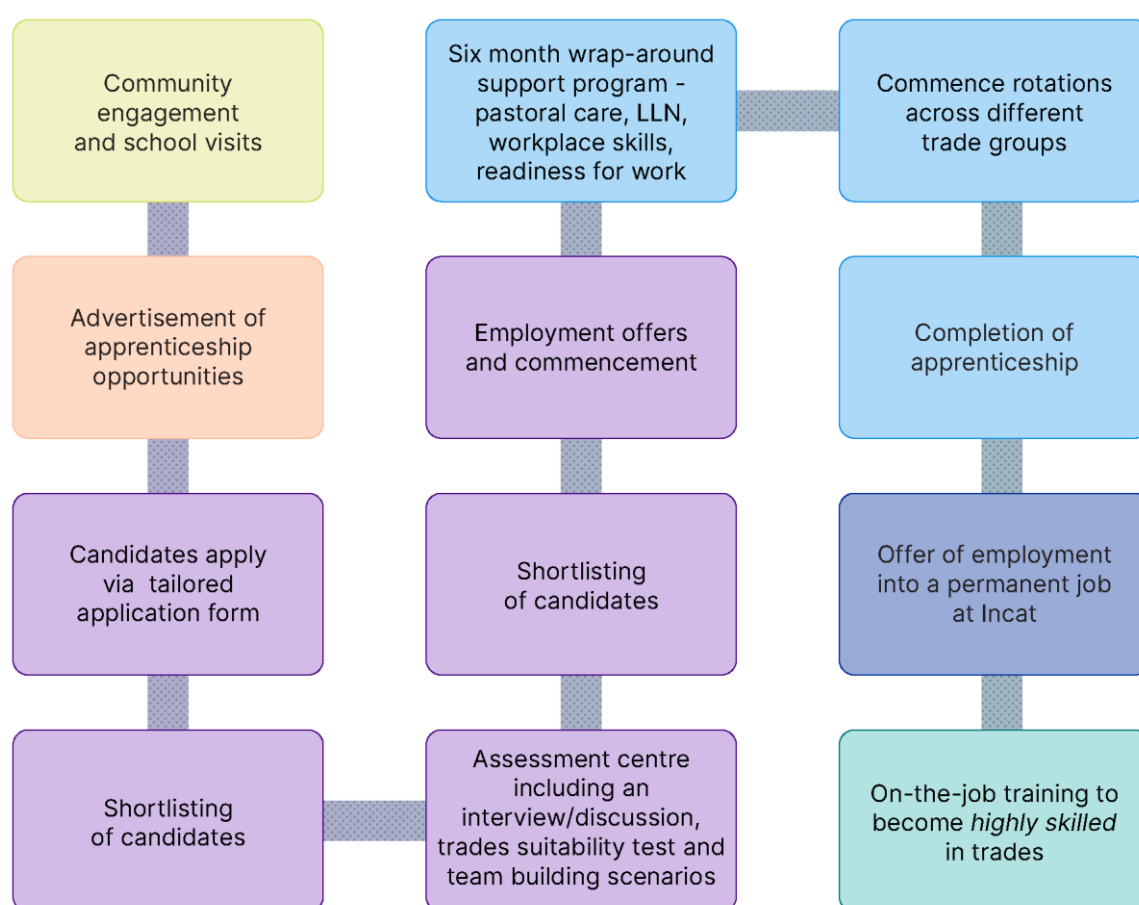 Community
engagement
and school visits
Advertisement of
apprenticeship
opportunities
Candidates apply
via tailored
application form
Shortlisting
of candidates
Assessment centre
including an
interview/discussion,
trades suitability test and
team building scenarios
Shortlisting
of candidates
Employment offers
and commencement
Six month wrap-around
support program -
pastoral care, LLN,
workplace skills,
readiness for work
Commence rotations
across different
trade groups
Completion of
apprenticeship
Offer of employment
into a permanent job
at Incat
On-the-job training to
become highly skilled
in trades